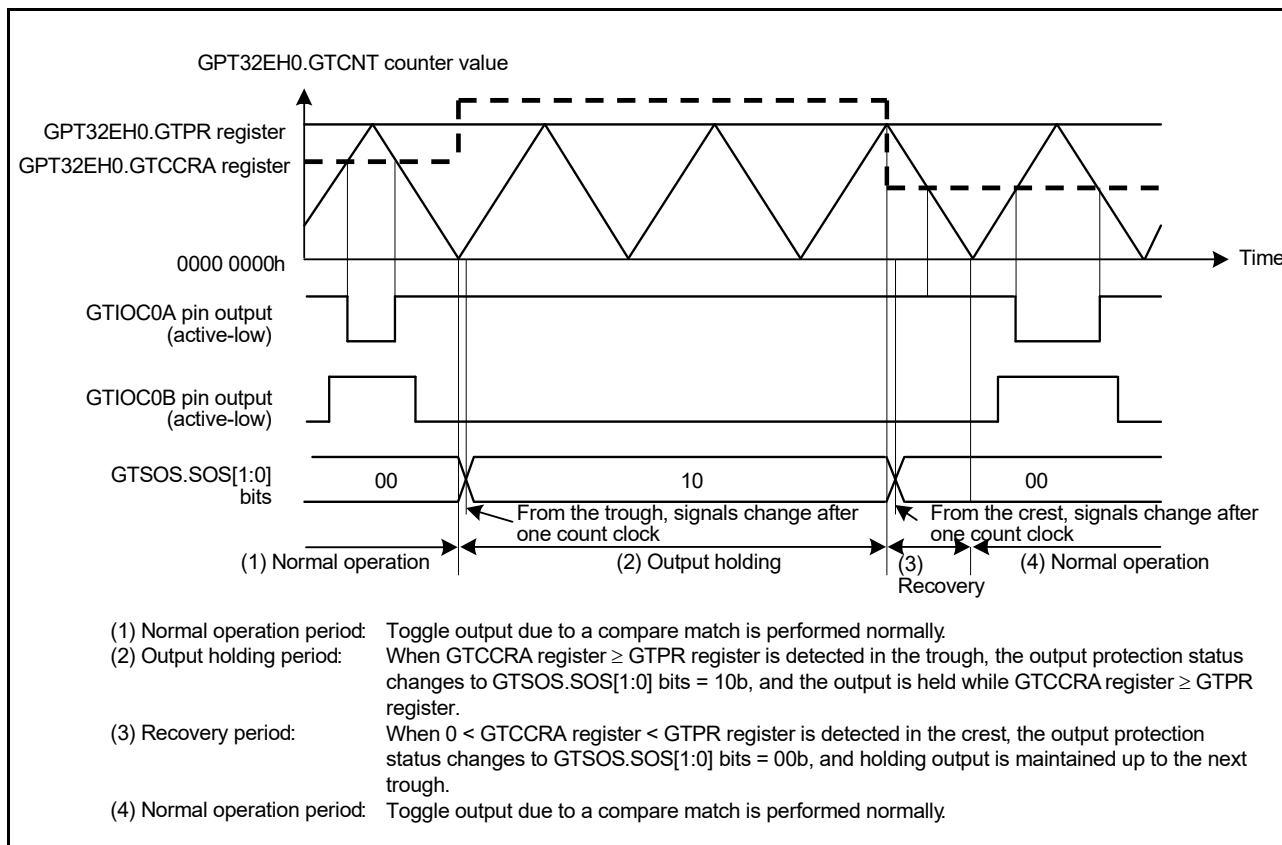 GPT32EH0.GTCNT counter value
GPT32EH0.GTPR register
GPT32EH0.GTCCRA register
0000 0000h
Time
GTIOC0A pin output
(active-low)
GTIOC0B pin output
(active-low)
GTSOS.SOS[1:0]
bits
00
10
00
From the trough, signals change after
one count clock
From the crest, signals change after
one count clock
(1) Normal operation
(2) Output holding
(3)
Recovery
(4) Normal operation
(1) Normal operation period: Toggle output due to a compare match is performed normally.
(2) Output holding period: When GTCCRA register ≥ GTPR register is detected in the trough, the output protection status
changes to GTSOS.SOS[1:0] bits = 10b, and the output is held while GTCCRA register ≥ GTPR
register.
(3) Recovery period: When 0 < GTCCRA register < GTPR register is detected in the crest, the output protection
status changes to GTSOS.SOS[1:0] bits = 00b, and holding output is maintained up to the next
trough.
(4) Normal operation period: Toggle output due to a compare match is performed normally.